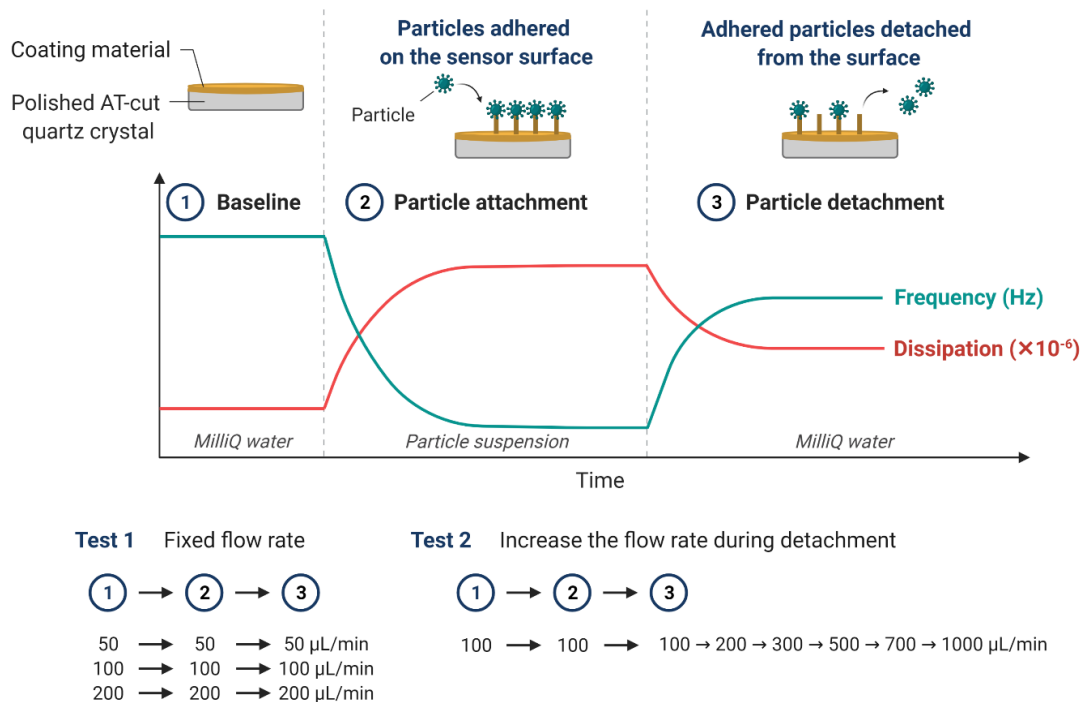 Coating material
Polished AT-cut
quartz crystal
Particles adhered
on the sensor surface
Particle
Adhered particles detached
from the surface
1 Baseline
2 Particle attachment
3 Particle detachment
Frequency (Hz)
Dissipation (×10⁻⁶)
MilliQ water
Particle suspension
MilliQ water
Time
Test 1 Fixed flow rate
1 → 2 → 3
50 → 50 → 50 µL/min
100 → 100 → 100 µL/min
200 → 200 → 200 µL/min
Test 2 Increase the flow rate during detachment
1 → 2 → 3
100 → 100 → 100 → 200 → 300 → 500 → 700 → 1000 µL/min